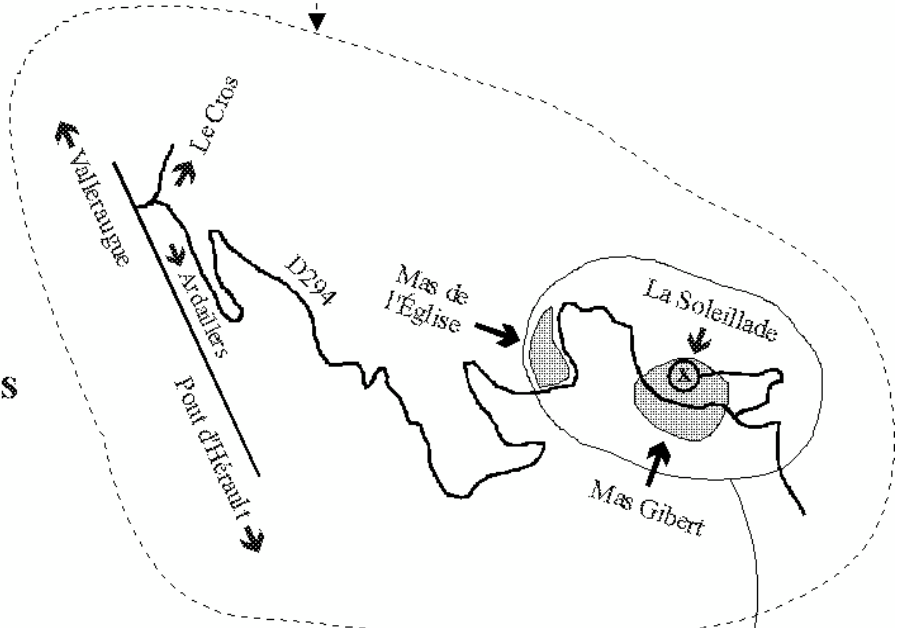 Le Cros
Valleraugue
Ardaillers
D294
Mas de
l'Église
La Soleillade
X
S
Pont d'Hérault
Mas Gibert